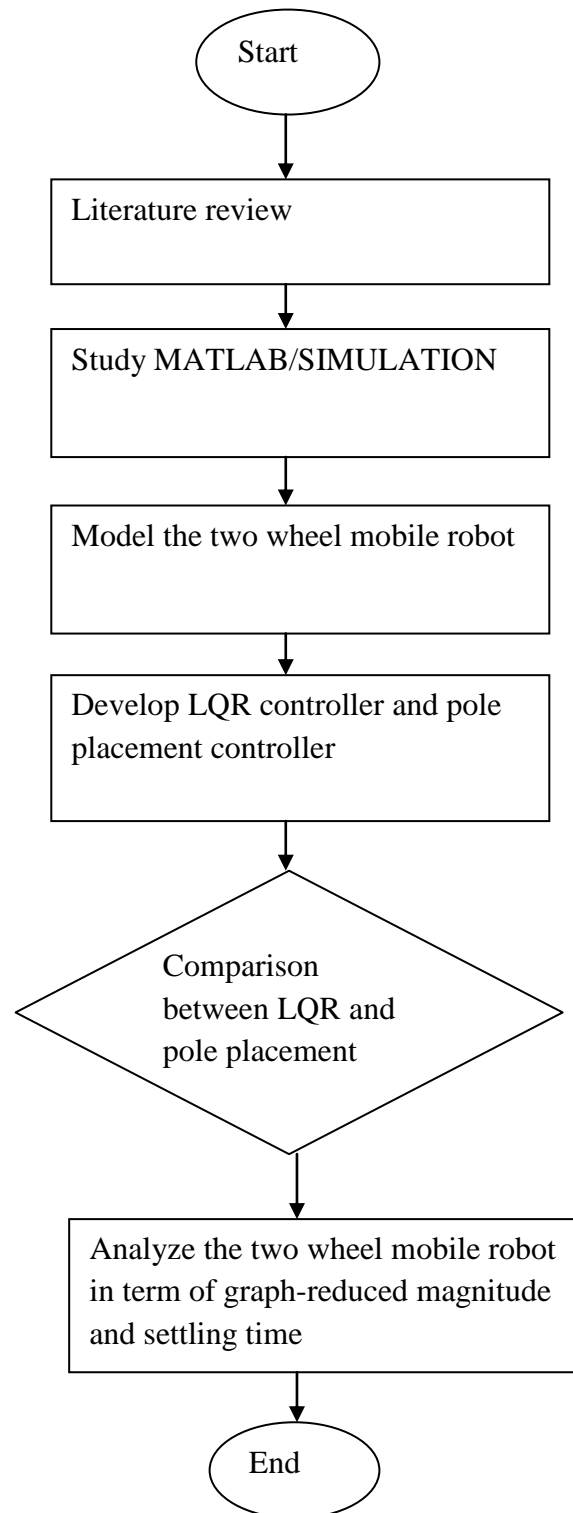 Start
Literature review
Study MATLAB/SIMULATION
Model the two wheel mobile robot
Develop LQR controller and pole
placement controller
Comparison
between LQR and
pole placement
Analyze the two wheel mobile robot
in term of graph-reduced magnitude
and settling time
End